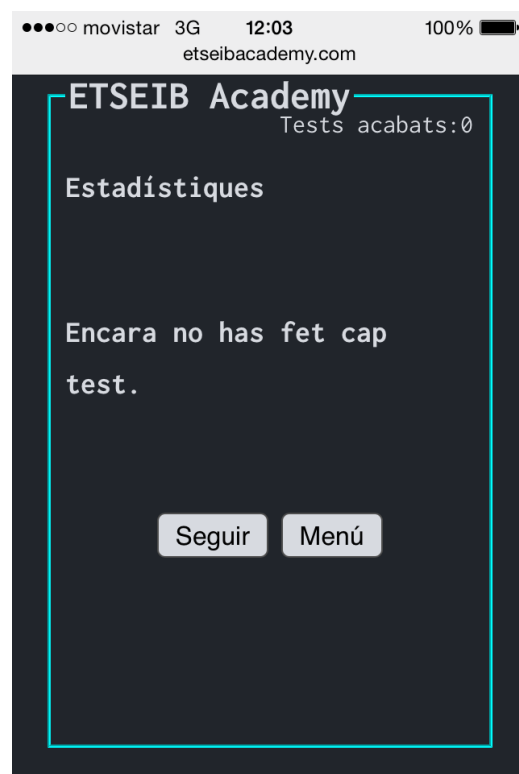 movistar 3G 12:03 100%
etseibacademy.com
ETSEIB Academy
Tests acabats:0
Estadístiques
Encara no has fet cap
test.
Seguir Menú